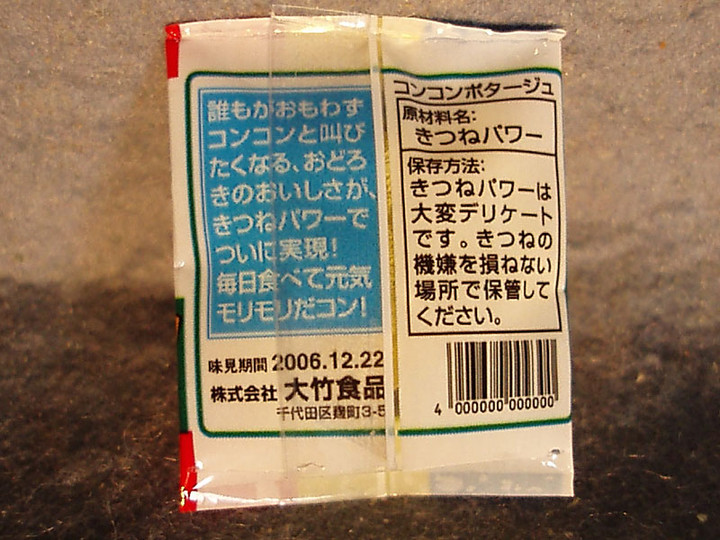 誰もがおもわず
コンコンと叫び
たくなる、おどろ
きのおいしさが、
きつねパワーで
ついに実現!
毎日食べて元気
モリモリだコン!
味見期間 2006.12.22
株式会社 大竹食品
千代田区麹町3-5
コンコンポタージュ
原材料名:
きつねパワー
保存方法:
きつねパワーは
大変デリケート
です。きつねの
機嫌を損ねない
場所で保管して
ください。
4 000000 000000